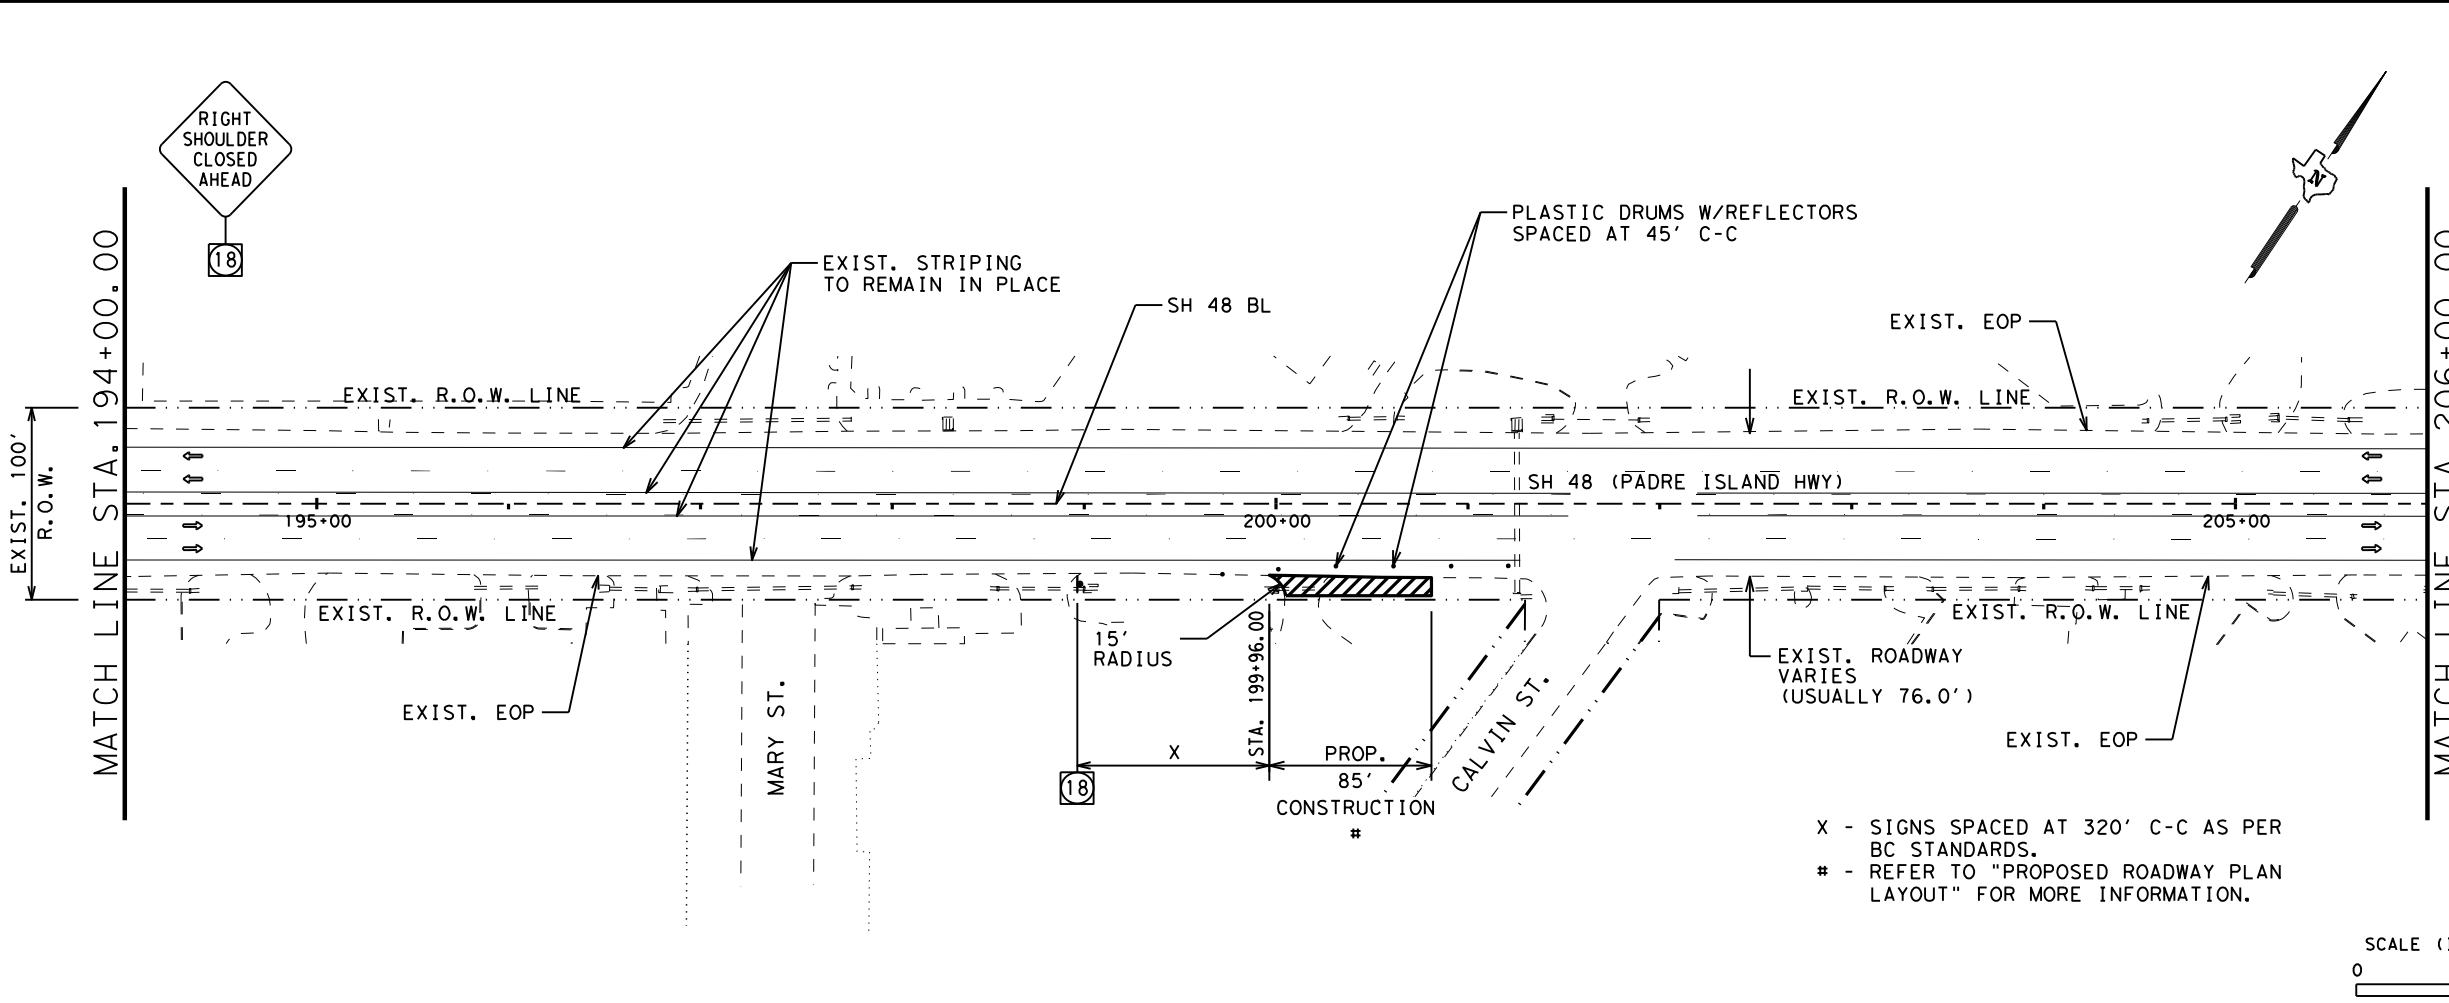 RIGHT
SHOULDER
CLOSED
AHEAD
18
MATCH LINE STA.194+00.00
EXIST. 100'
R.O.W.
EXIST. STRIPING
TO REMAIN IN PLACE
SH 48 BL
PLASTIC DRUMS W/REFLECTORS
SPACED AT 45' C-C
N
EXIST. EOP
EXIST. R.O.W. LINE
EXIST. R.O.W. LINE
SH 48 (PADRE ISLAND HWY)
195+00
200+00
205+00
EXIST. R.O.W. LINE
EXIST. R.O.W. LINE
EXIST. EOP
MARY ST.
15'
RADIUS
STA. 199+96.00
X
PROP.
85'
CONSTRUCTION
#
18
CALVIN ST.
EXIST. ROADWAY
VARIES
(USUALLY 76.0')
EXIST. EOP
X - SIGNS SPACED AT 320' C-C AS PER
BC STANDARDS.
# - REFER TO "PROPOSED ROADWAY PLAN
LAYOUT" FOR MORE INFORMATION.
SCALE
0